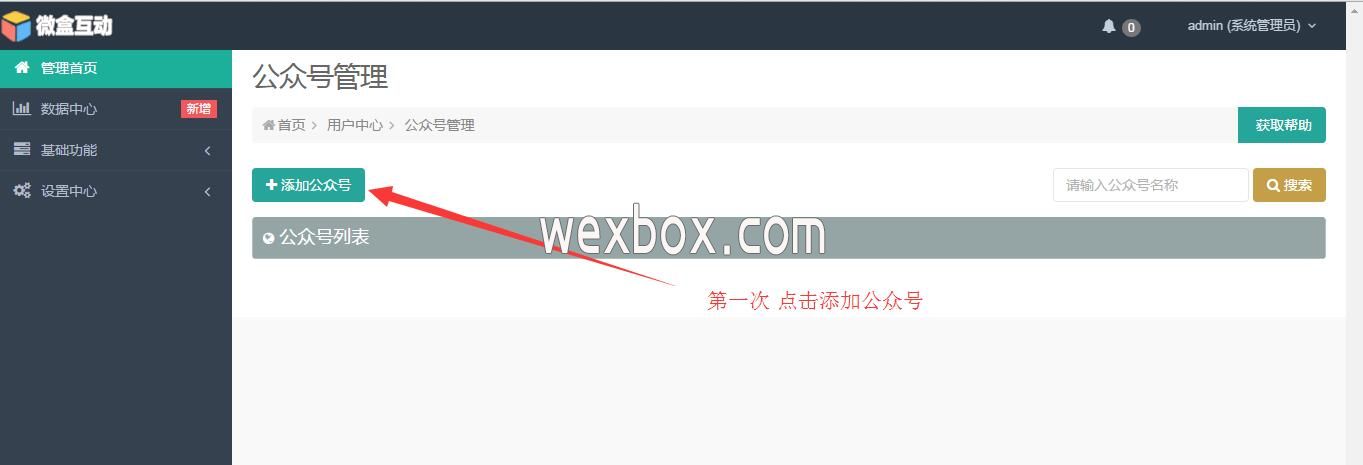 微盒互动
0
admin (系统管理员)
管理首页
数据中心 新增
基础功能
设置中心
公众号管理
首页 用户中心 公众号管理
获取帮助
添加公众号
请输入公众号名称
搜索
公众号列表
wexbox.com
第一次 点击添加公众号